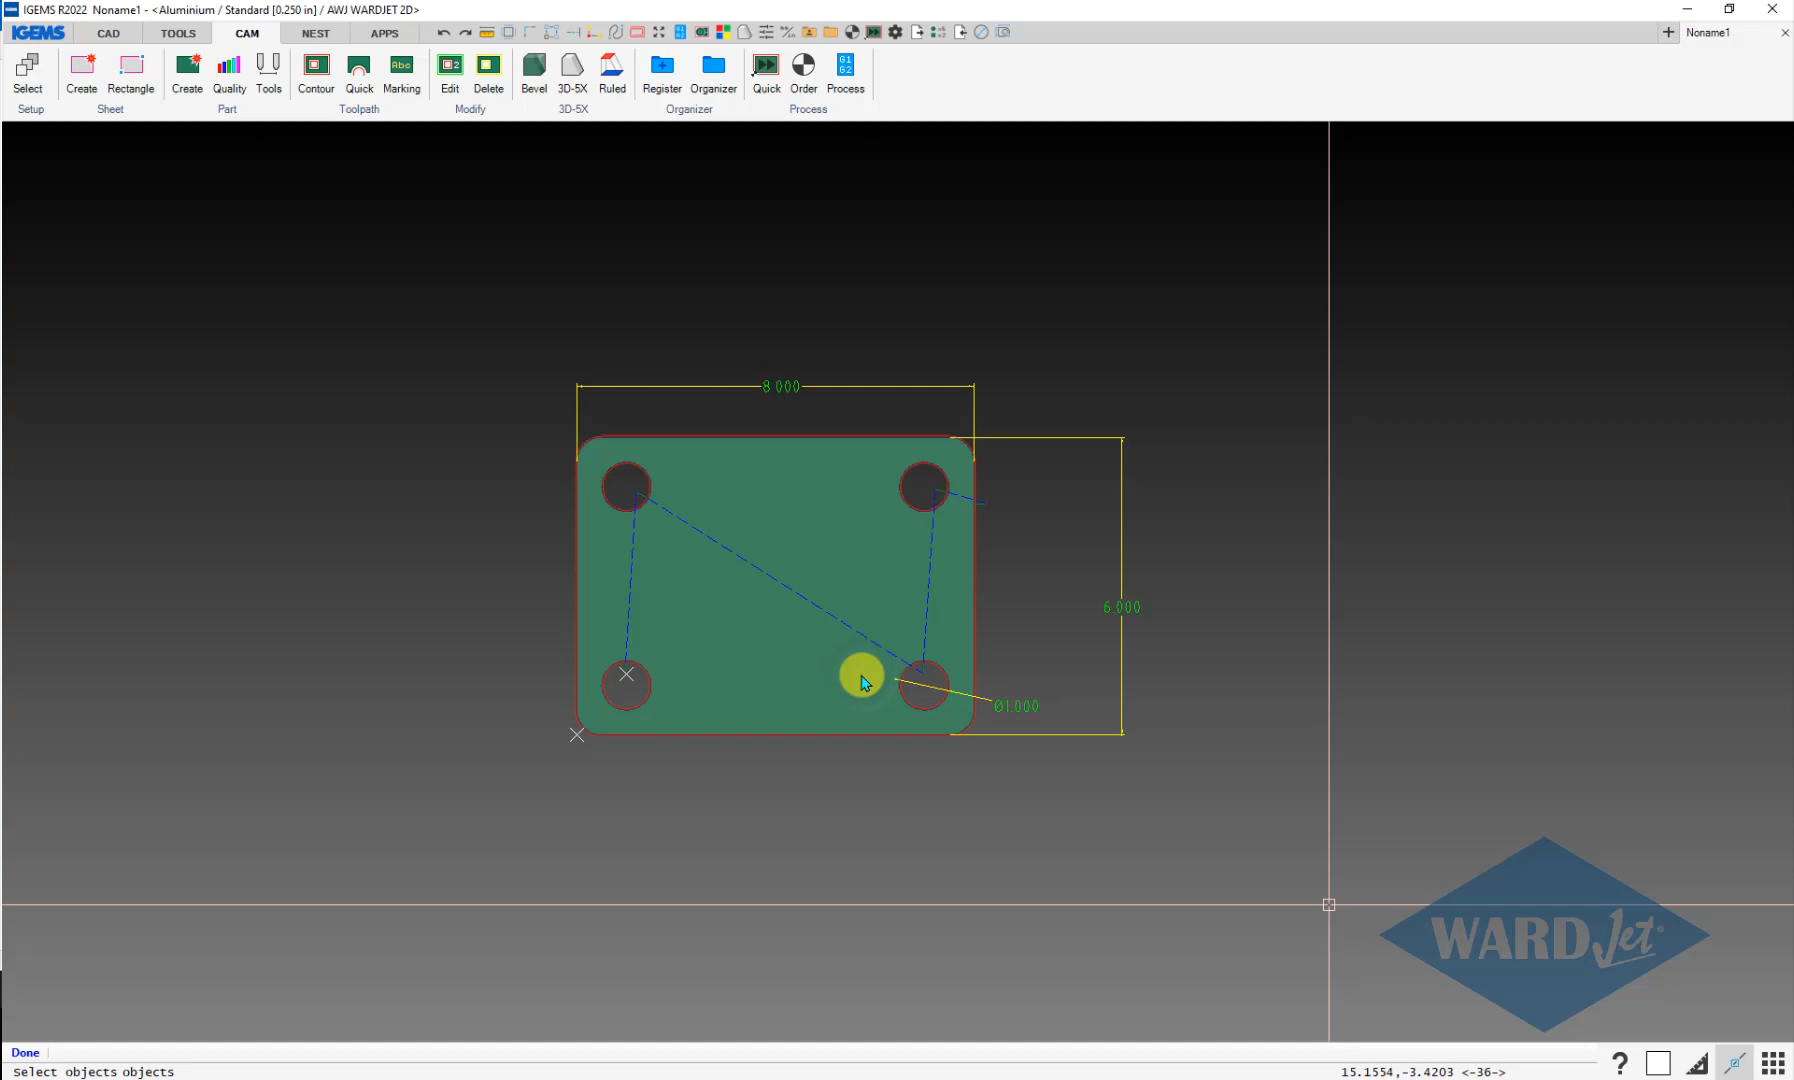 IGEMS R2022 Noname1 - <Aluminium / Standard [0.250 in] / AWJ WARDJET 2D>
IGEMS CAD TOOLS CAM NEST APPS Noname1
Select Create Rectangle Create Quality Tools Contour Quick Marking Edit Delete Bevel 3D-5X Ruled Register Organizer Quick Order Process
Setup Sheet Part Toolpath Modify 3D-5X Organizer Process
Abc
G1
G2
8.000
6.000
Ø1.000
WARDJet®
Done
Select objects objects
15.1554,-3.4203 <-36->